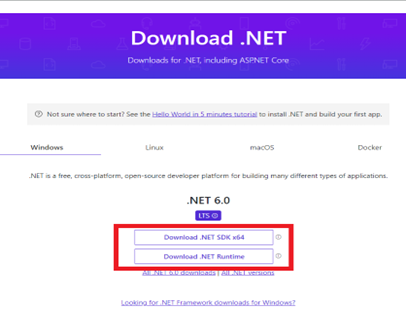 Download .NET
Downloads for .NET, including ASP.NET Core
Not sure where to start? See the Hello World in 5 minutes tutorial to install .NET and build your first app.
Windows Linux macOS Docker
.NET is a free, cross-platform, open-source developer platform for building many different types of applications.
.NET 6.0
LTS
Download .NET SDK x64
Download .NET Runtime
All .NET 6.0 downloads | All .NET versions
Looking for .NET Framework downloads for Windows?